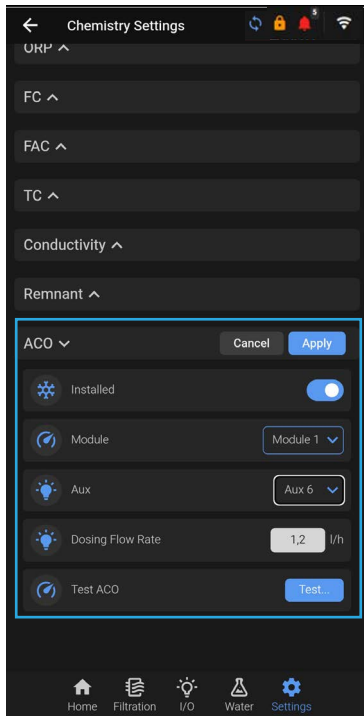 Chemistry Settings
5
ORP
FC
FAC
TC
Conductivity
Remnant
ACO Cancel Apply
Installed
Module Module 1
Aux Aux 6
Dosing Flow Rate 1,2 l/h
Test ACO Test...
Home Filtration I/O Water Settings